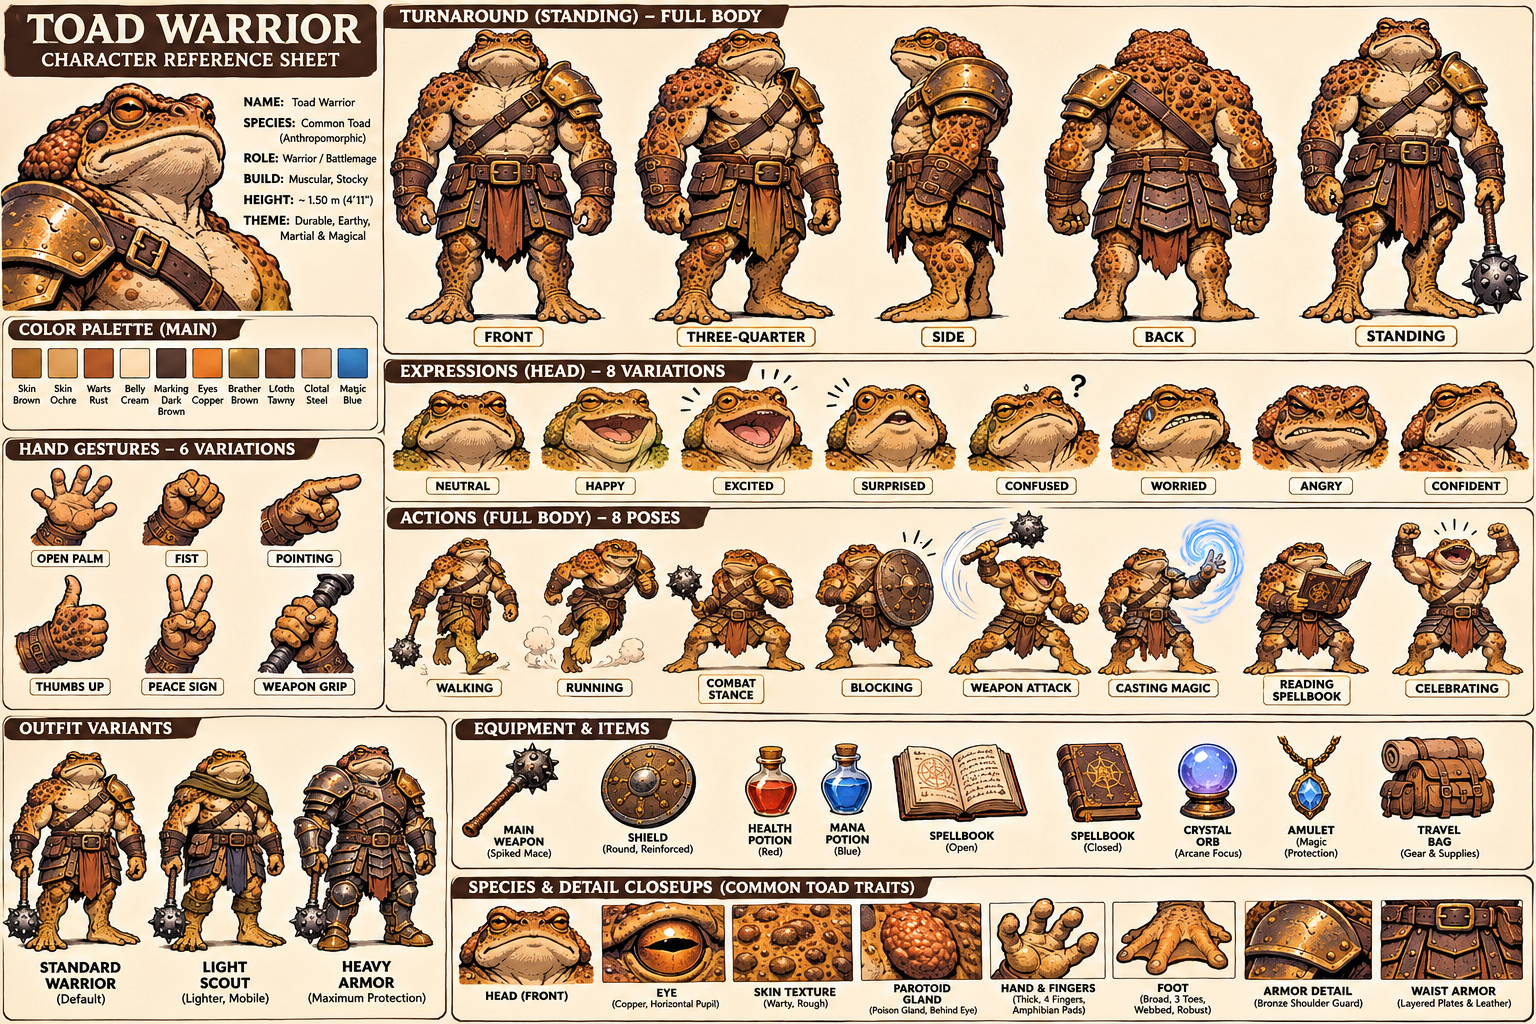 TOAD WARRIOR
CHARACTER REFERENCE SHEET
NAME: Toad Warrior
SPECIES: Common Toad
(Anthropomorphic)
ROLE: Warrior / Battlemage
BUILD: Muscular, Stocky
HEIGHT: ~ 1.50 m (4'11")
THEME: Durable, Earthy,
Martial & Magical
COLOR PALETTE (MAIN)
Skin Brown
Skin Ochre
Warts Rust
Belly Cream
Marking Dark Brown
Eyes Copper
Brather Brown
Lfoth Tawny
Clotal Steel
Magic Blue
HAND GESTURES – 6 VARIATIONS
OPEN PALM
FIST
POINTING
THUMBS UP
PEACE SIGN
WEAPON GRIP
TURNAROUND (STANDING) – FULL BODY
FRONT
THREE-QUARTER
SIDE
BACK
STANDING
EXPRESSIONS (HEAD) – 8 VARIATIONS
?
NEUTRAL
HAPPY
EXCITED
SURPRISED
CONFUSED
WORRIED
ANGRY
CONFIDENT
ACTIONS (FULL BODY) – 8 POSES
WALKING
RUNNING
COMBAT
STANCE
BLOCKING
WEAPON ATTACK
CASTING MAGIC
READING
SPELLBOOK
CELEBRATING
OUTFIT VARIANTS
STANDARD
WARRIOR
(Default)
LIGHT
SCOUT
(Lighter, Mobile)
HEAVY
ARMOR
(Maximum Protection)
EQUIPMENT & ITEMS
MAIN
WEAPON
(Spiked Mace)
SHIELD
(Round, Reinforced)
HEALTH
POTION
(Red)
MANA
POTION
(Blue)
SPELLBOOK
(Open)
SPELLBOOK
(Closed)
CRYSTAL
ORB
(Arcane Focus)
AMULET
(Magic
(Protection)
TRAVEL
BAG
(Gear & Supplies)
SPECIES & DETAIL CLOSEUPS (COMMON TOAD TRAITS)
HEAD (FRONT)
EYE
(Copper, Horizontal Pupil)
SKIN TEXTURE
(Warty, Rough)
PAROTOID
GLAND
(Poison Gland, Behind Eye)
HAND & FINGERS
(Thick, 4 Fingers,
Amphibian Pads)
FOOT
(Broad, 3 Toes,
Webbed, Robust)
ARMOR DETAIL
(Bronze Shoulder Guard)
WAIST ARMOR
(Layered Plates & Leather)